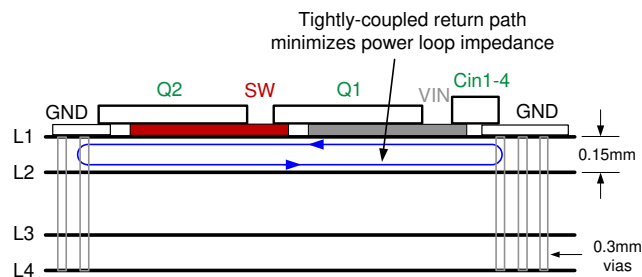 Tightly-coupled return path
minimizes power loop impedance
Q2
SW
Q1
VIN
Cin1-4
GND
GND
L1
0.15mm
L2
L3
0.3mm
vias
L4